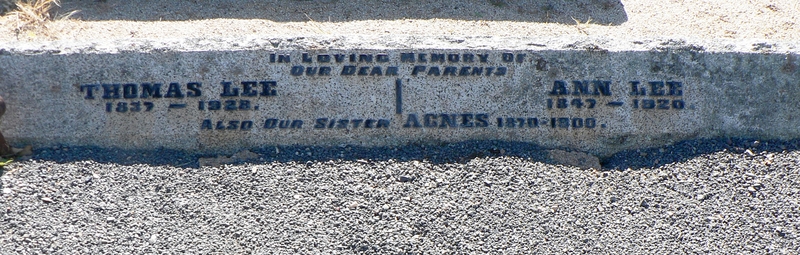 IN LOVING MEMORY OF
OUR DEAR PARENTS
THOMAS LEE ANN LEE
1837 — 1928. 1847 — 1920
ALSO OUR SISTER AGNES 1870-1900.